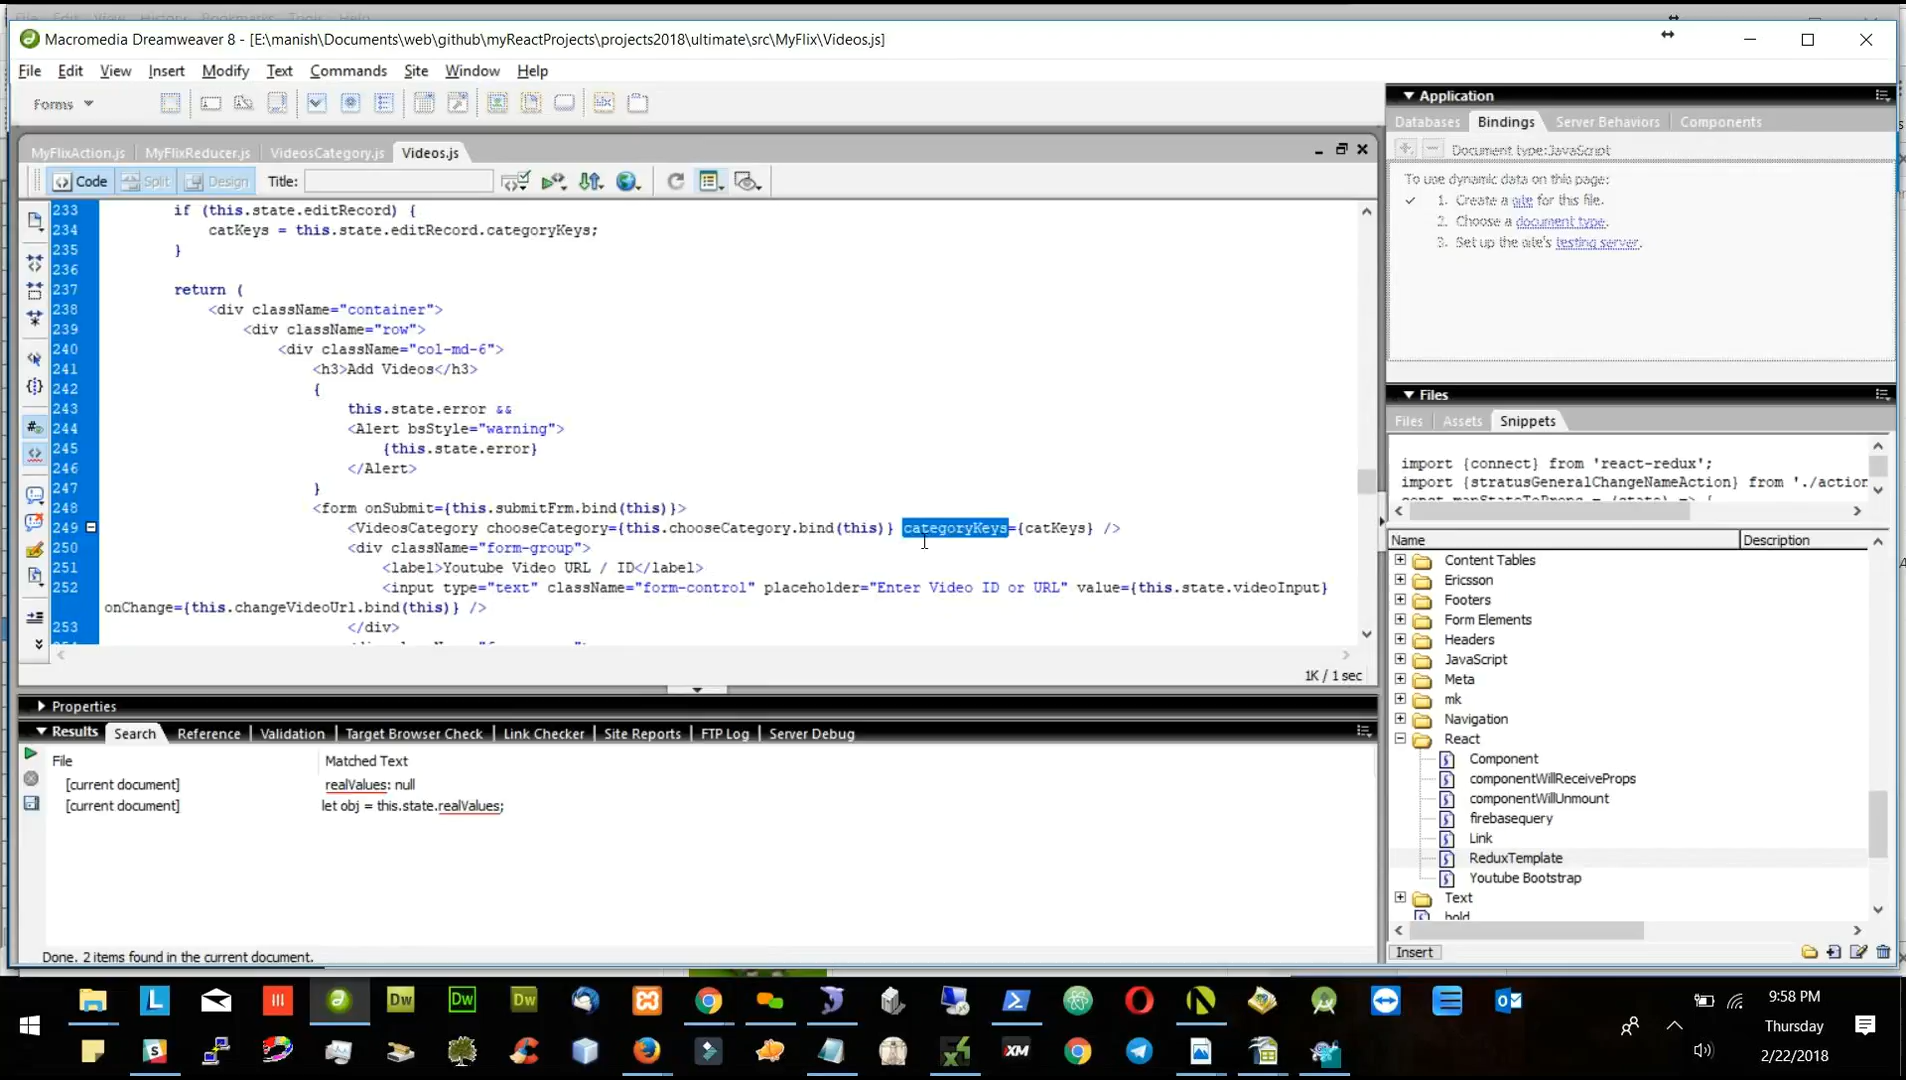 Macromedia Dreamweaver 8 - [E:\manish\Documents\web\github\myReactProjects\projects2018\ultimate\src\MyFlix\Videos.js]
File Edit View Insert Modify Text Commands Site Window Help
Forms
MyFlixAction.js MyFlixReducer.js VideosCategory.js Videos.js
Code Split Design Title:
233 if (this.state.editRecord) {
234 catKeys = this.state.editRecord.categoryKeys;
235 }
236
237 return (
238 <div className="container">
239 <div className="row">
240 <div className="col-md-6">
241 <h3>Add Videos</h3>
242 {
243 this.state.error &&
244 <Alert bsStyle="warning">
245 {this.state.error}
246 </Alert>
247 }
248 <form onSubmit={this.submitFrm.bind(this)}>
249 <VideosCategory chooseCategory={this.chooseCategory.bind(this)} categoryKeys={catKeys} />
250 <div className="form-group">
251 <label>Youtube Video URL / ID</label>
252 <input type="text" className="form-control" placeholder="Enter Video ID or URL" value={this.state.videoInput}
onChange={this.changeVideoUrl.bind(this)} />
253 </div>
1K / 1 sec
Properties
Results Search Reference Validation Target Browser Check Link Checker Site Reports FTP Log Server Debug
File Matched Text
[current document] realValues: null
[current document] let obj = this.state.realValues;
Done. 2 items found in the current document.
Application
Databases Bindings Server Behaviors Components
Document type:JavaScript
To use dynamic data on this page:
1. Create a site for this file.
2. Choose a document type.
3. Set up the site's testing server.
Files
Files Assets Snippets
import {connect} from 'react-redux';
import {stratusGeneralChangeNameAction} from './action
const mapStateToProps = (state) => {
Name Description
Content Tables
Ericsson
Footers
Form Elements
Headers
JavaScript
Meta
mk
Navigation
React
Component
componentWillReceiveProps
componentWillUnmount
firebasequery
Link
ReduxTemplate
Youtube Bootstrap
Text
bold
Insert
9:58 PM
Thursday
2/22/2018